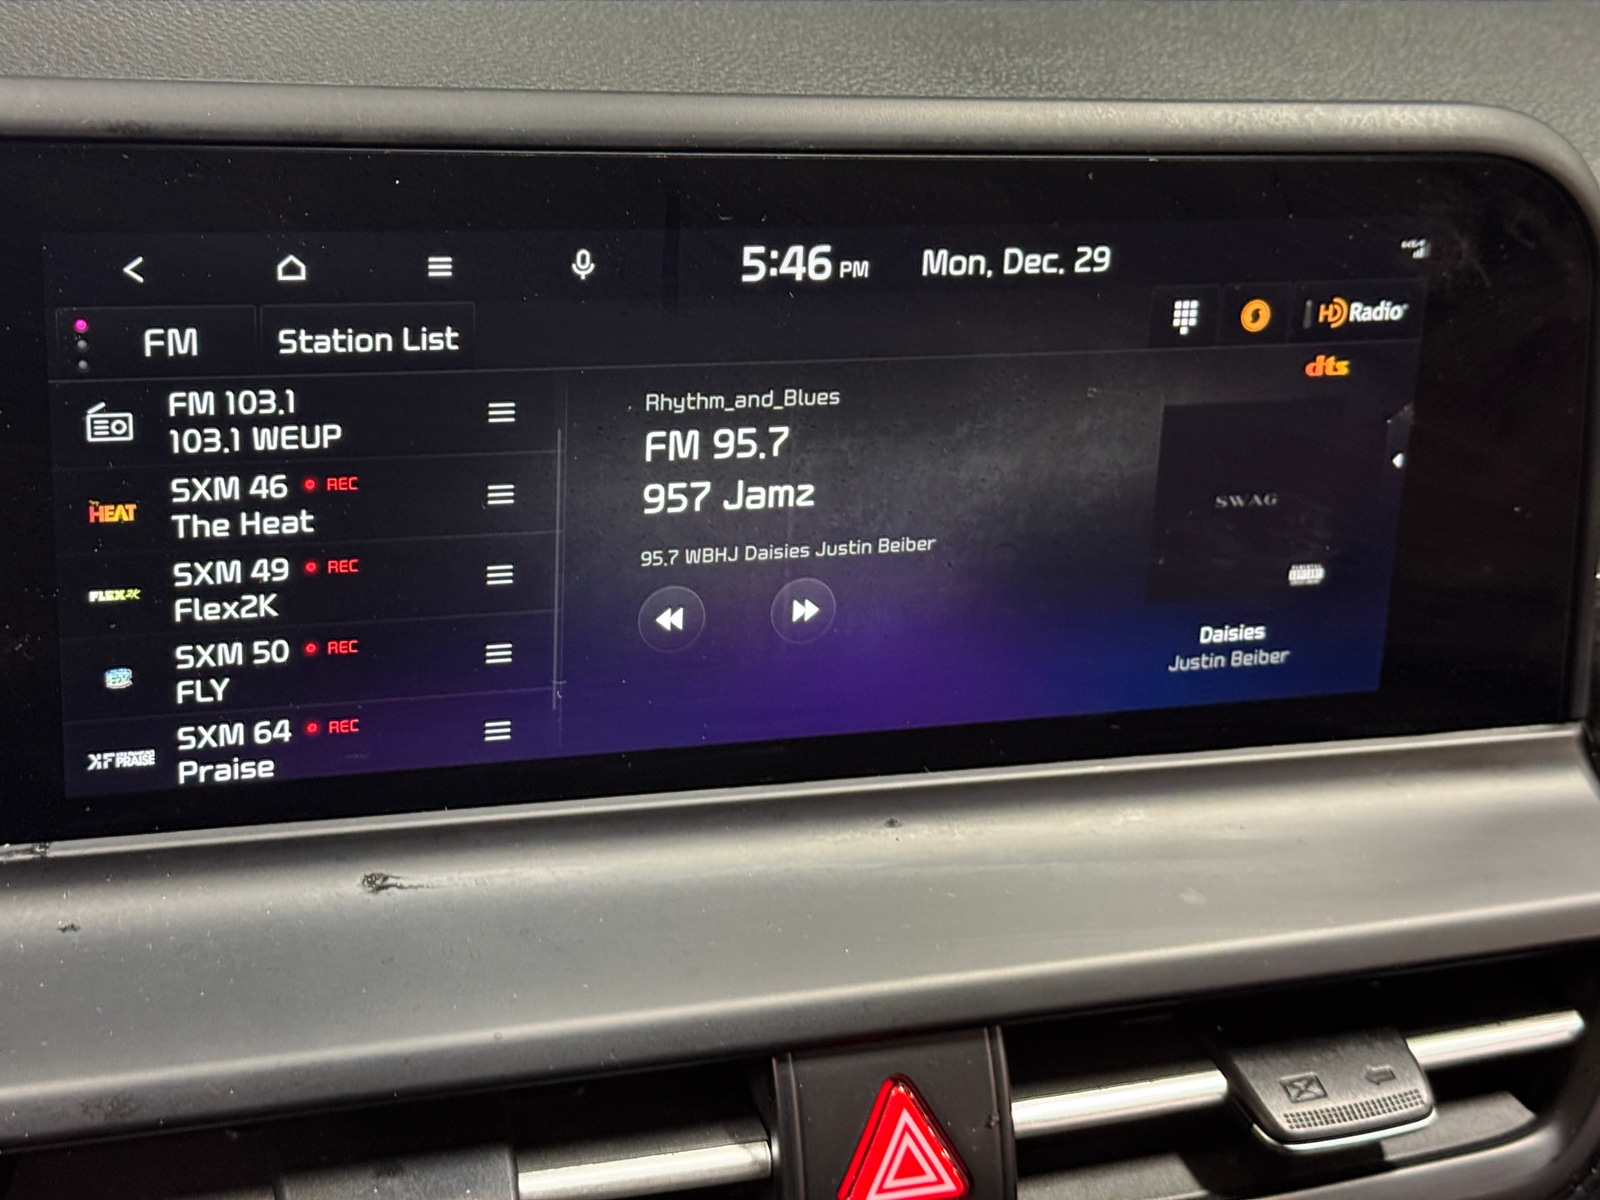 5:46 PM
Mon, Dec. 29
FM
Station List
HD Radio
dts
FM 103.1
103.1 WEUP
HEAT
SXM 46 REC
The Heat
FLEX2K
SXM 49 REC
Flex2K
SXM 50 REC
FLY
PRAISE
SXM 64 REC
Praise
Rhythm_and_Blues
FM 95.7
957 Jamz
95.7 WBHJ Daisies Justin Beiber
SWAG
Daisies
Justin Beiber